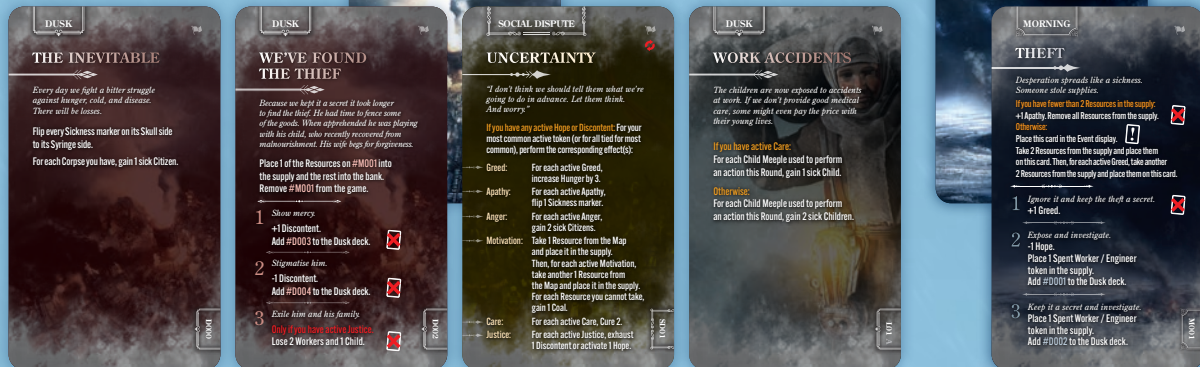 DUSK
THE INEVITABLE
Every day we fight a bitter struggle
against hunger, cold, and disease.
There will be losses.
Flip every Sickness marker on its Skull side
to its Syringe side.
For each Corpse you have, gain 1 sick Citizen.
D000
DUSK
WE'VE FOUND
THE THIEF
Because we kept it a secret it took longer
to find the thief. He had time to fence some
of the goods. When apprehended he was playing
with his child, who recently recovered from
malnourishment. His wife begs for forgiveness.
Place 1 of the Resources on #M001 into
the supply and the rest into the bank.
Remove #M001 from the game.
1 Show mercy.
+1 Discontent.
Add #D003 to the Dusk deck.
2 Stigmatise him.
-1 Discontent.
Add #D004 to the Dusk deck.
3 Exile him and his family.
Only if you have active Justice:
Lose 2 Workers and 1 Child.
D002
SOCIAL DISPUTE
UNCERTAINTY
"I don't think we should tell them what we're
going to do in advance. Let them think.
And worry."
If you have any active Hope or Discontent: For your
most common active token (or for all tied for most
common), perform the corresponding effect(s):
Greed: For each active Greed,
increase Hunger by 3.
Apathy: For each active Apathy,
flip 1 Sickness marker.
Anger: For each active Anger,
gain 2 sick Citizens.
Motivation: Take 1 Resource from the Map
and place it in the supply.
Then, for each active Motivation,
take another 1 Resource from
the Map and place it in the supply.
For each Resource you cannot take,
gain 1 Coal.
Care: For each active Care, Cure 2.
Justice: For each active Justice, exhaust
1 Discontent or activate 1 Hope.
S001
DUSK
WORK ACCIDENTS
The children are now exposed to accidents
at work. If we don't provide good medical
care, some might even pay the price with
their young lives.
If you have active Care:
For each Child Meeple used to perform
an action this Round, gain 1 sick Child.
Otherwise:
For each Child Meeple used to perform
an action this Round, gain 2 sick Children.
MORNING
THEFT
Desperation spreads like a sickness.
Someone stole supplies.
If you have fewer than 2 Resources in the supply:
+1 Apathy. Remove all Resources from the supply.
Otherwise:
Place this card in the Event display.
Take 2 Resources from the supply and place them
on this card. Then, for each active Greed, take another
2 Resources from the supply and place them on this card.
1 Ignore it and keep the theft a secret.
+1 Greed.
2 Expose and investigate.
-1 Hope.
Place 1 Spent Worker / Engineer
token in the supply.
Add #D001 to the Dusk deck.
3 Keep it a secret and investigate.
Place 1 Spent Worker / Engineer
token in the supply.
Add #D002 to the Dusk deck.
M001